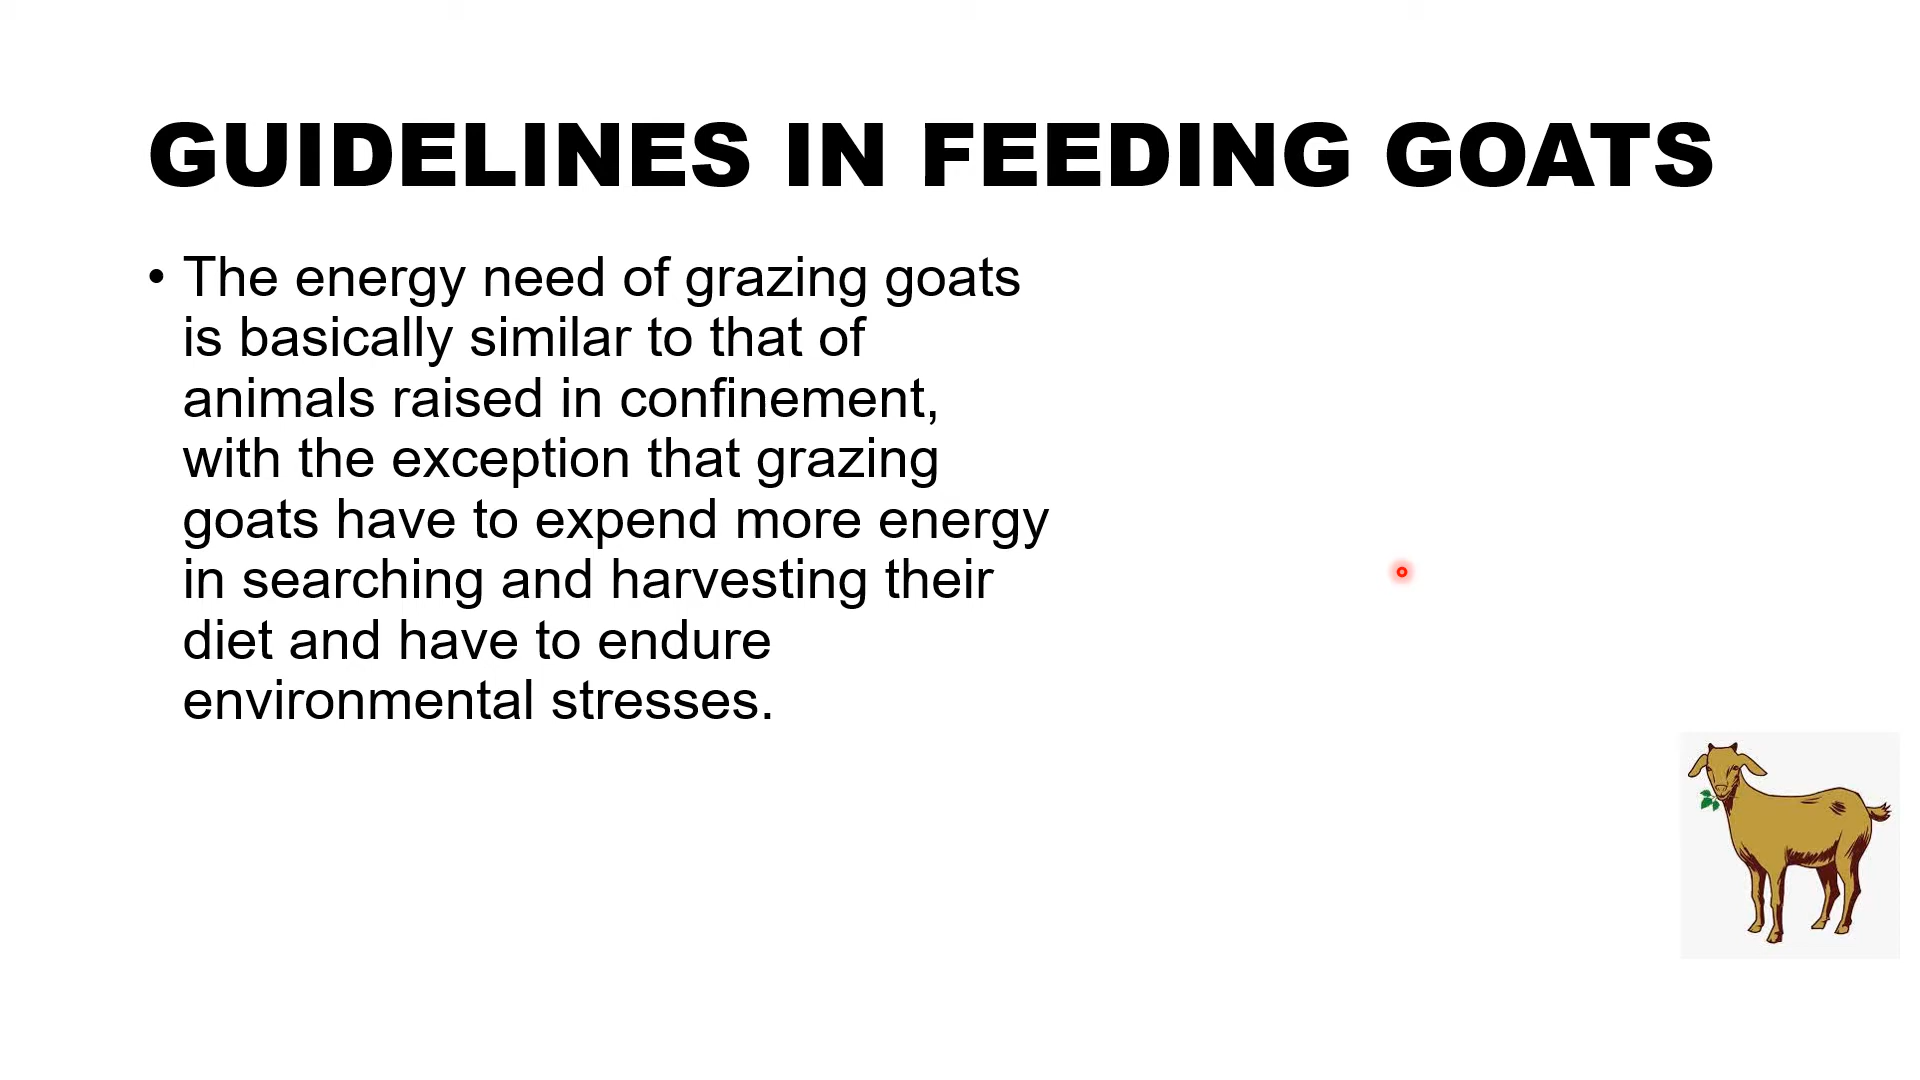 GUIDELINES IN FEEDING GOATS
• The energy need of grazing goats
is basically similar to that of
animals raised in confinement,
with the exception that grazing
goats have to expend more energy
in searching and harvesting their
diet and have to endure
environmental stresses.